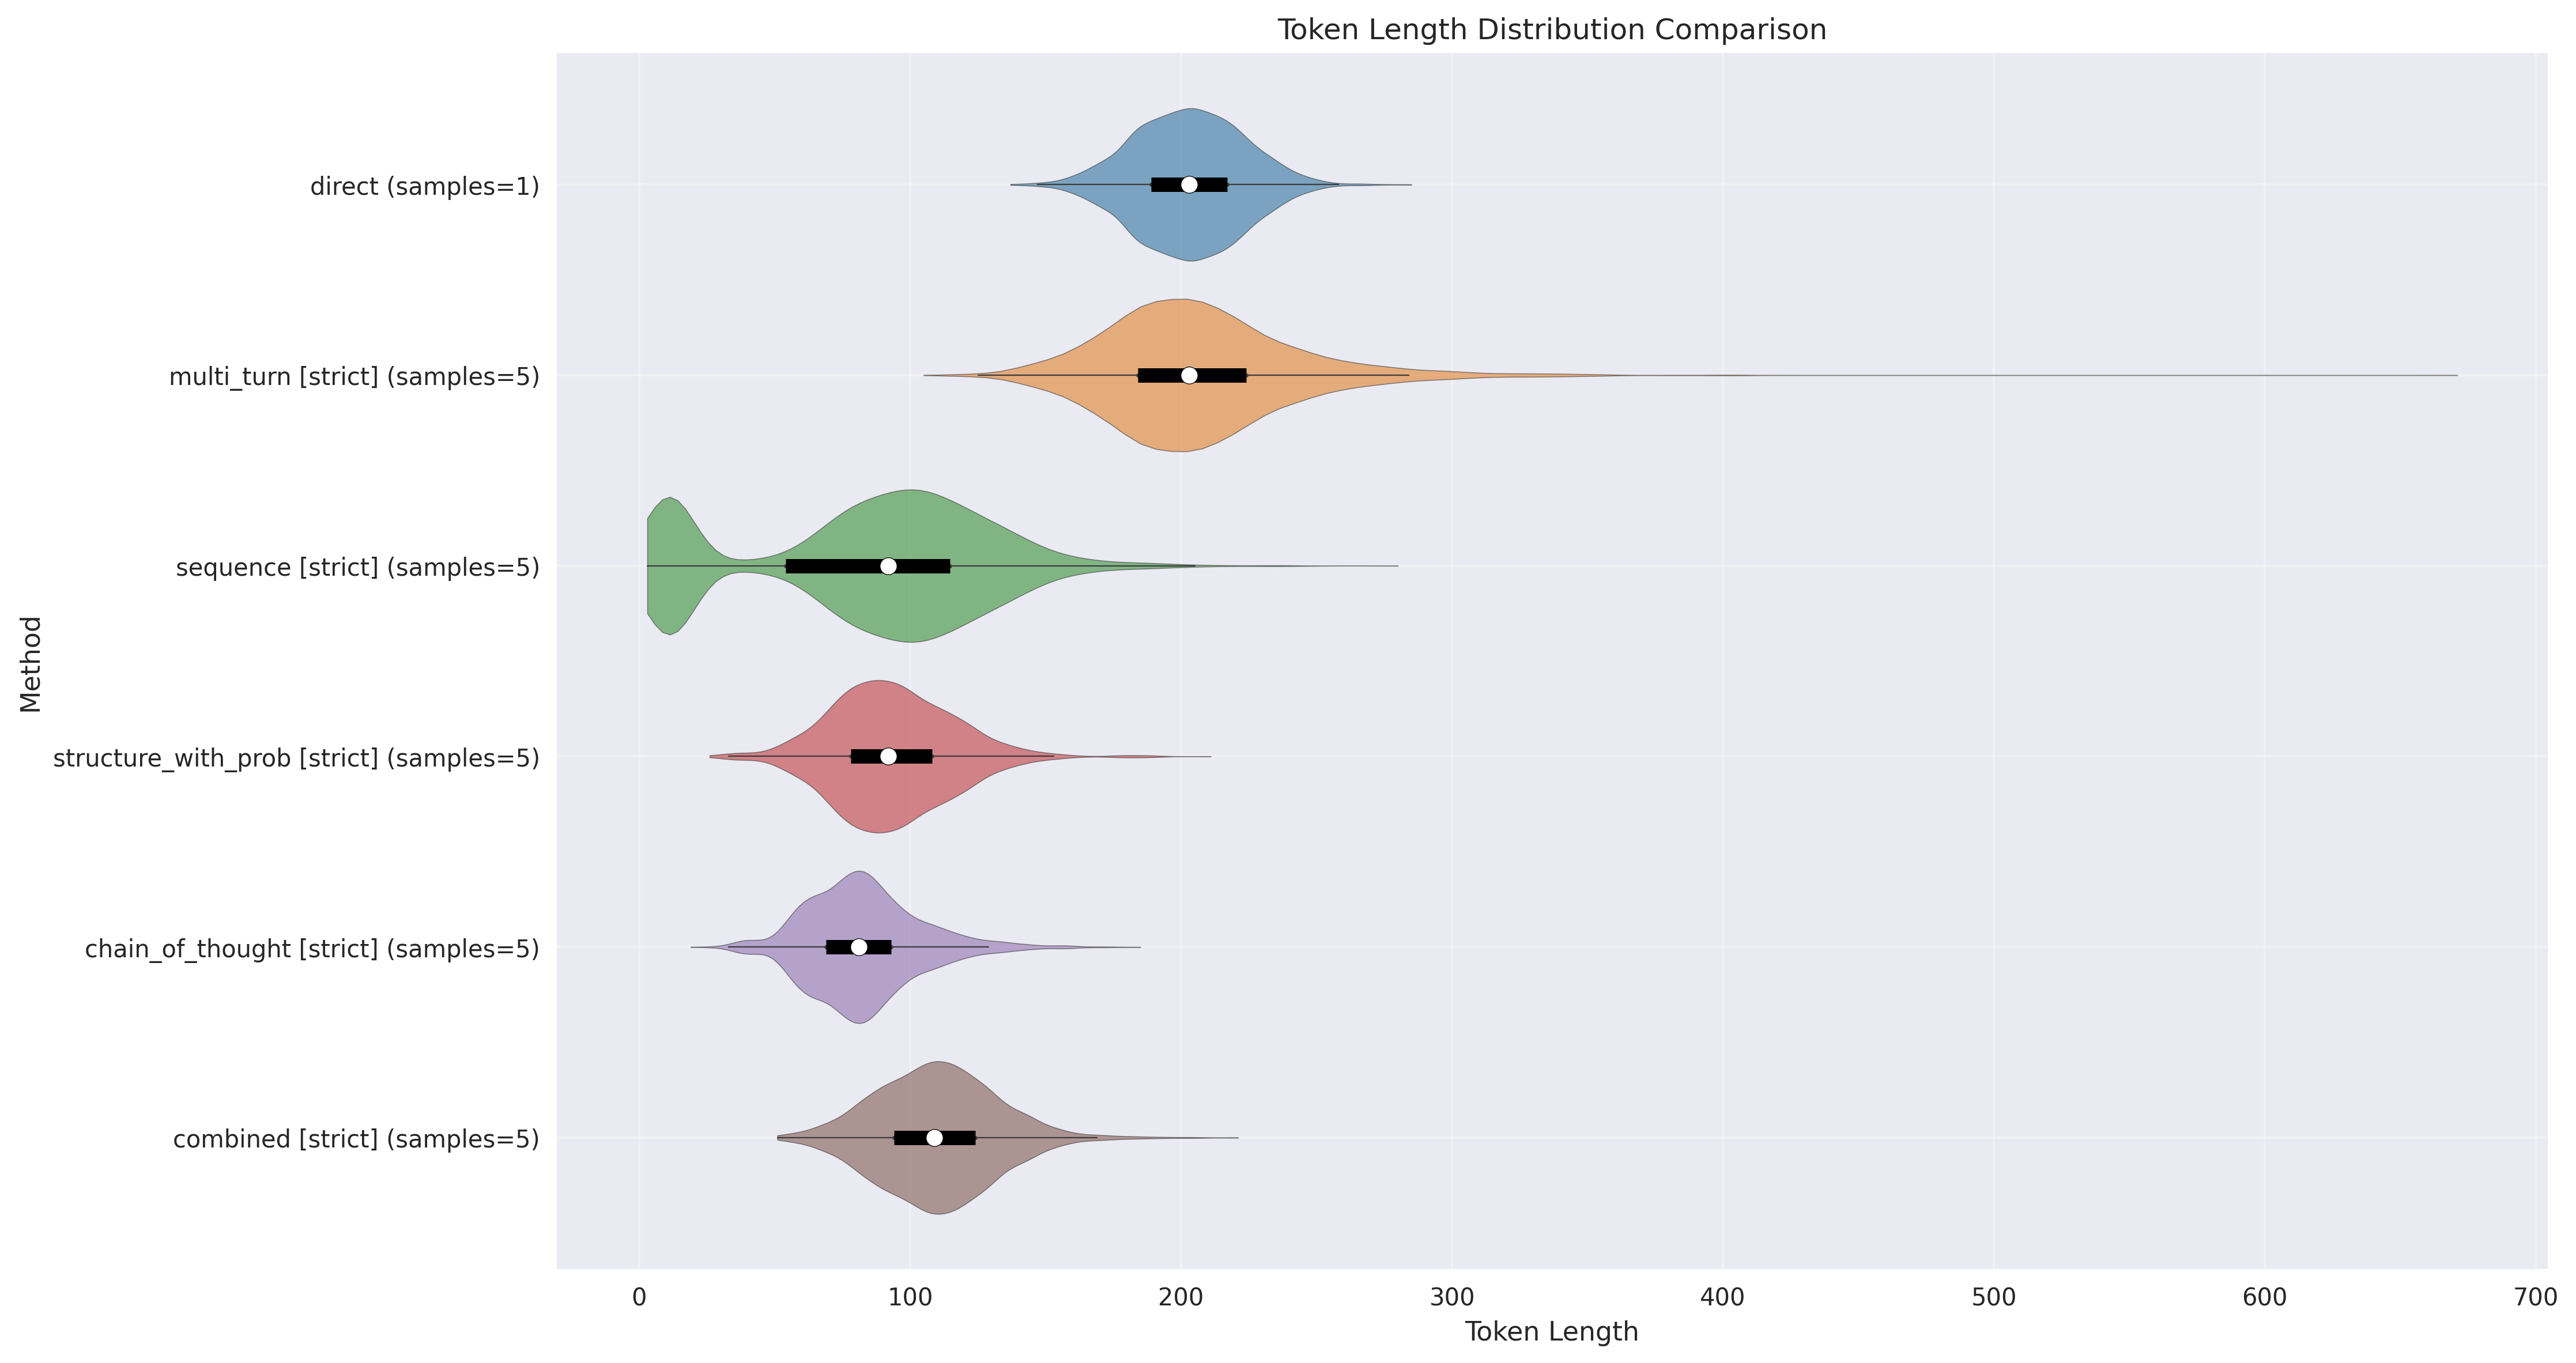 Token Length Distribution Comparison
direct (samples=1)
multi_turn [strict] (samples=5)
sequence [strict] (samples=5)
structure_with_prob [strict] (samples=5)
chain_of_thought [strict] (samples=5)
combined [strict] (samples=5)
Method
0 100 200 300 400 500 600 700
Token Length